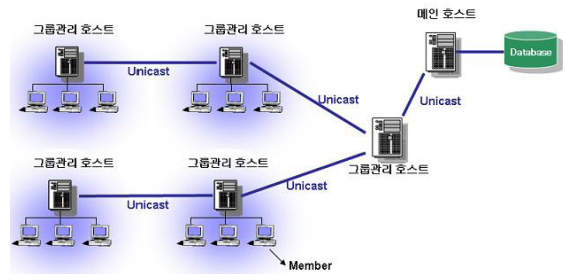 메인 호스트
그룹관리 호스트
그룹관리 호스트
Database
Unicast
Unicast
Unicast
그룹관리 호스트
그룹관리 호스트
그룹관리 호스트
Unicast
Unicast
Member